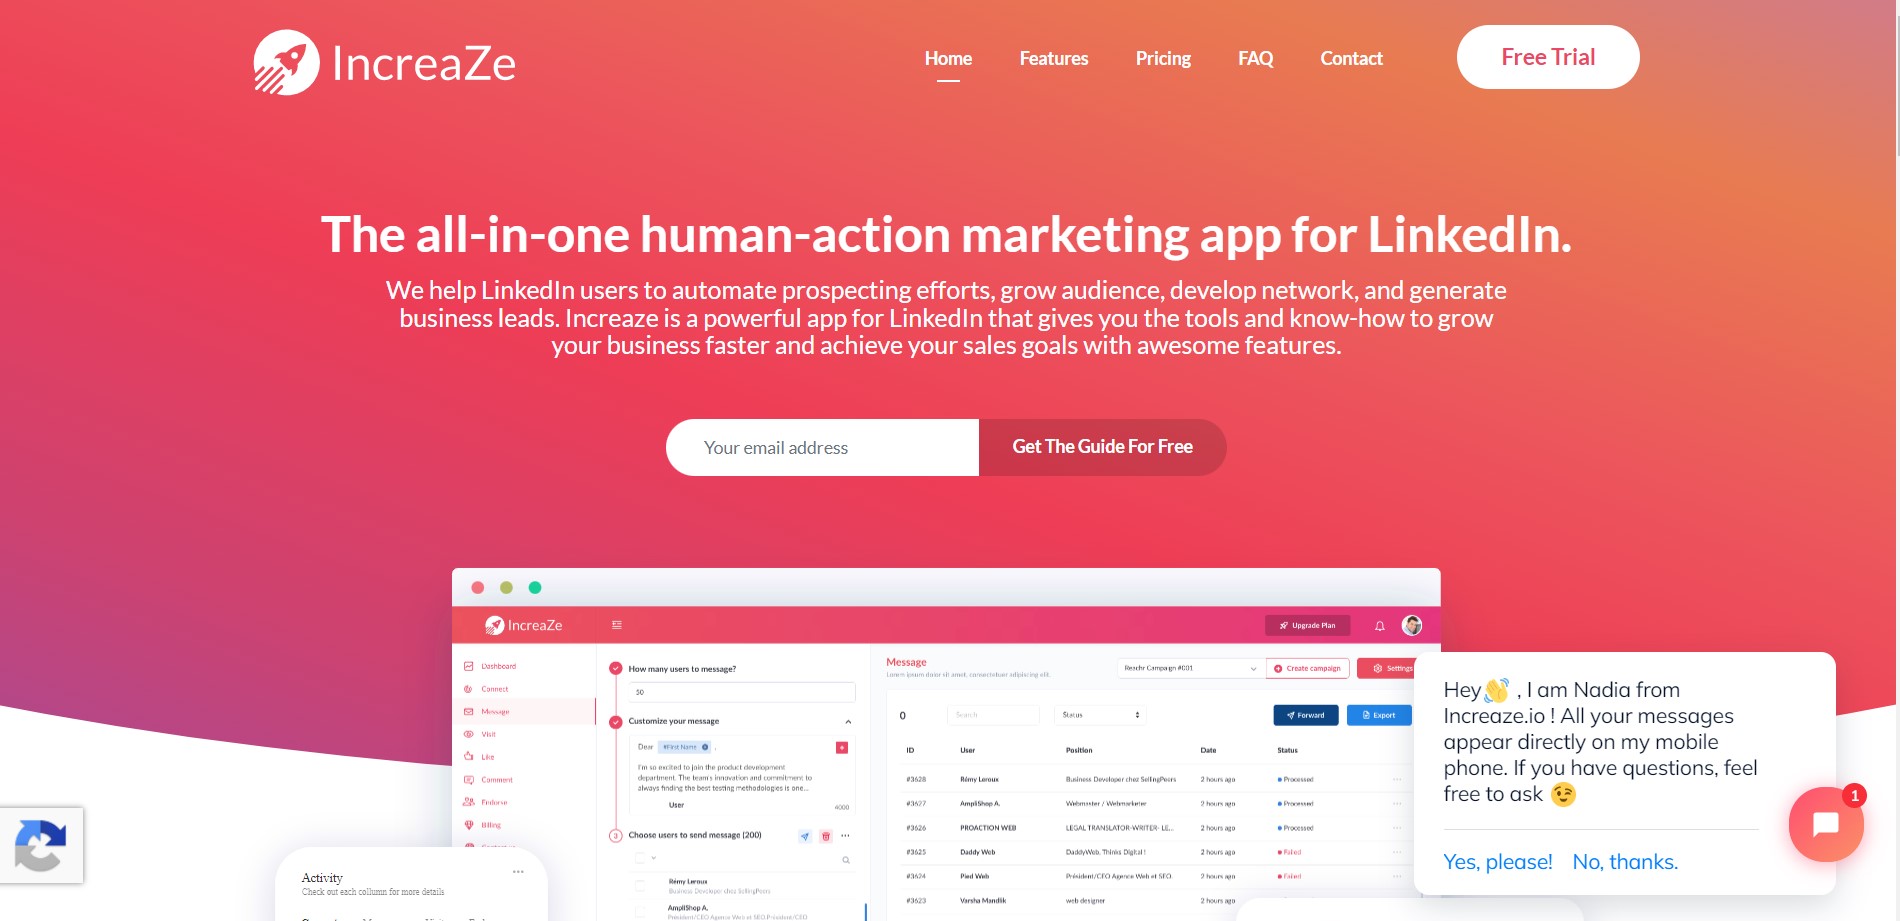 IncreaZe
Home
Features
Pricing
FAQ
Contact
Free Trial
The all-in-one human-action marketing app for LinkedIn.
We help LinkedIn users to automate prospecting efforts, grow audience, develop network, and generate
business leads. Increaze is a powerful app for LinkedIn that gives you the tools and know-how to grow
your business faster and achieve your sales goals with awesome features.
Your email address
Get The Guide For Free
IncreaZe
Upgrade Plan
Dashboard
Connect
Message
Visit
Like
Comment
Endorse
Billing
How many users to message?
50
Customize your message
Dear #First Name ,
I'm so excited to join the product development
department. The team's innovation and commitment to
always finding the best testing methodologies is one...
User
4000
3 Choose users to send message (200)
Rémy Leroux
Business Developer chez SellingPeers
AmpliShop A.
Président/CEO Agence Web et SEO.Président/CEO
Message
Lorem ipsum dolor sit amet, consectetuer adipiscing elit.
Reachr Campaign #001
Create campaign
Settings
0
Search
Status
Forward
Export
ID User Position Date Status
#3628 Rémy Leroux Business Developer chez SellingPeers 2 hours ago Processed
#3627 AmpliShop A. Webmaster / Webmarketer 2 hours ago Processed
#3626 PROACTION WEB LEGAL TRANSLATOR-WRITER- LE... 2 hours ago Processed
#3625 Daddy Web DaddyWeb, Thinks Digital ! 2 hours ago Failed
#3624 Pied Web Président/CEO Agence Web et SEO. 2 hours ago Failed
#3623 Varsha Mandlik web designer 2 hours ago
Activity
Check out each collumn for more details
Hey👋 , I am Nadia from
Increaze.io ! All your messages
appear directly on my mobile
phone. If you have questions, feel
free to ask 😉
Yes, please!
No, thanks.
1